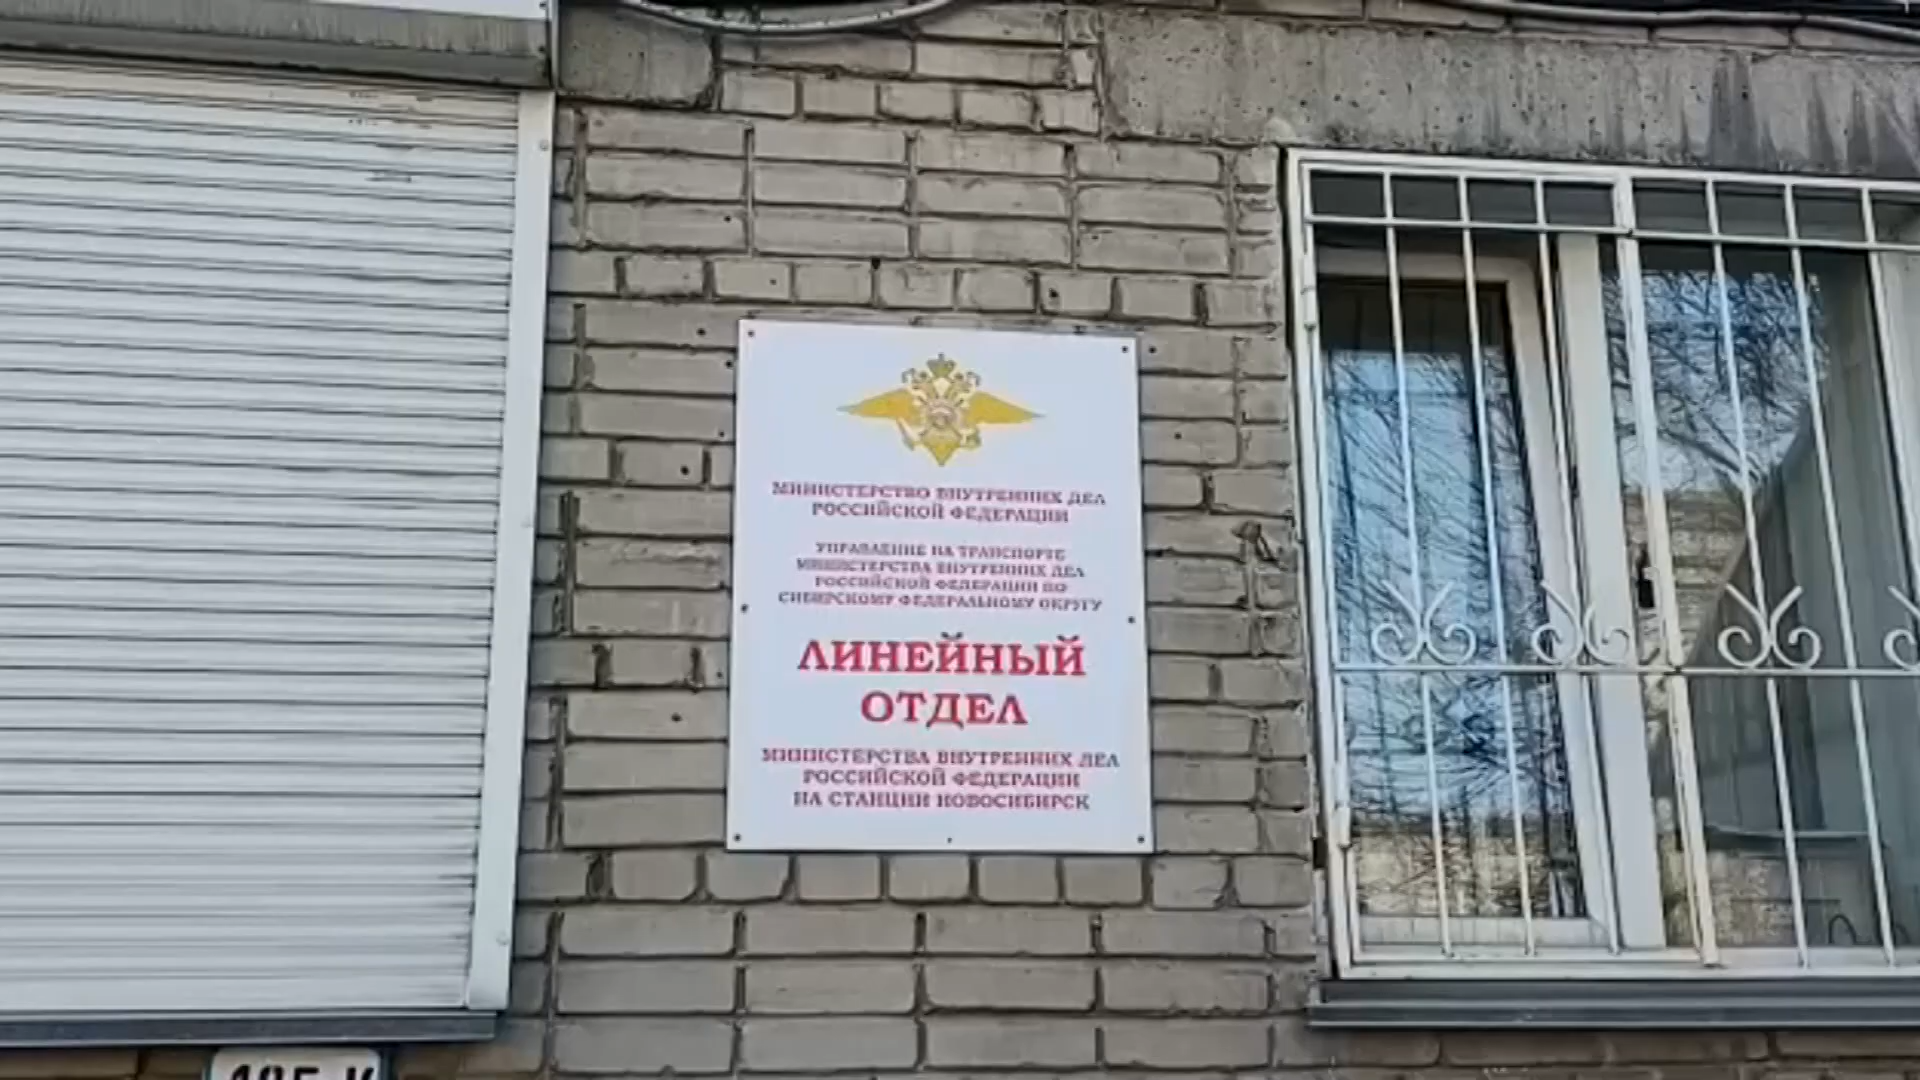 МИНИСТЕРСТВО ВНУТРЕННИХ ДЕЛ
РОССИЙСКОЙ ФЕДЕРАЦИИ
УПРАВЛЕНИЕ НА ТРАНСПОРТЕ
МИНИСТЕРСТВА ВНУТРЕННИХ ДЕЛ
РОССИЙСКОЙ ФЕДЕРАЦИИ ПО
СИБИРСКОМУ ФЕДЕРАЛЬНОМУ ОКРУГУ
ЛИНЕЙНЫЙ
ОТДЕЛ
МИНИСТЕРСТВА ВНУТРЕННИХ ДЕЛ
РОССИЙСКОЙ ФЕДЕРАЦИИ
НА СТАНЦИИ НОВОСИБИРСК